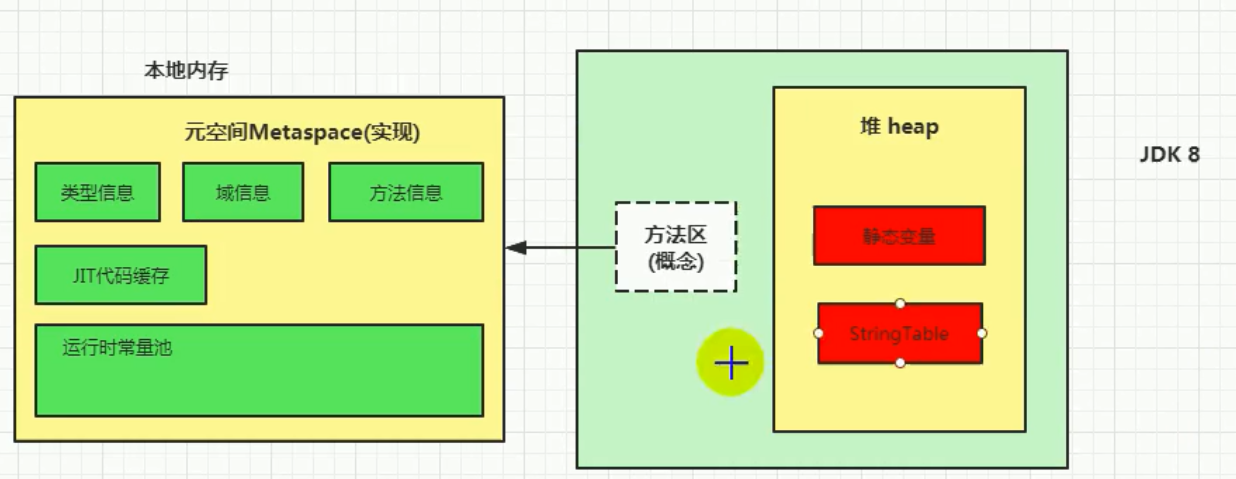 本地内存
元空间Metaspace(实现)
类型信息
域信息
方法信息
JIT代码缓存
运行时常量池
方法区
(概念)
堆 heap
静态变量
StringTable
JDK 8